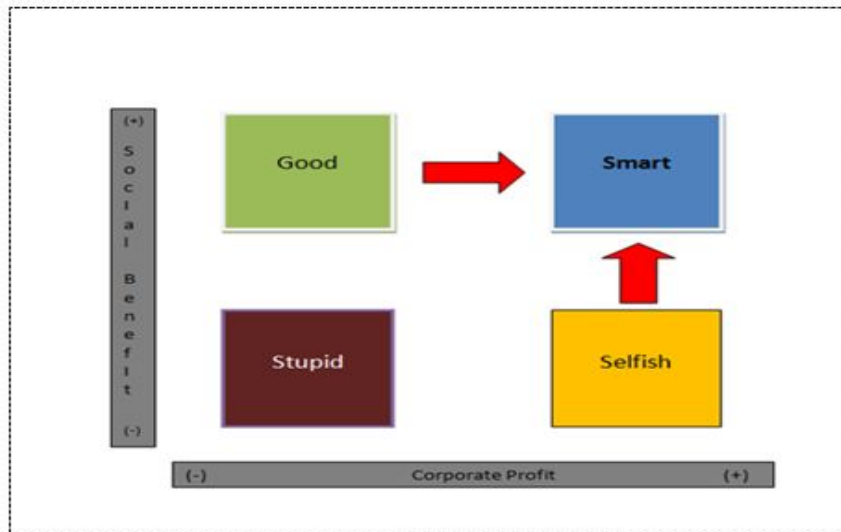 (+)
Social Benefit
(-)
Good
Smart
Stupid
Selfish
(-) Corporate Profit (+)